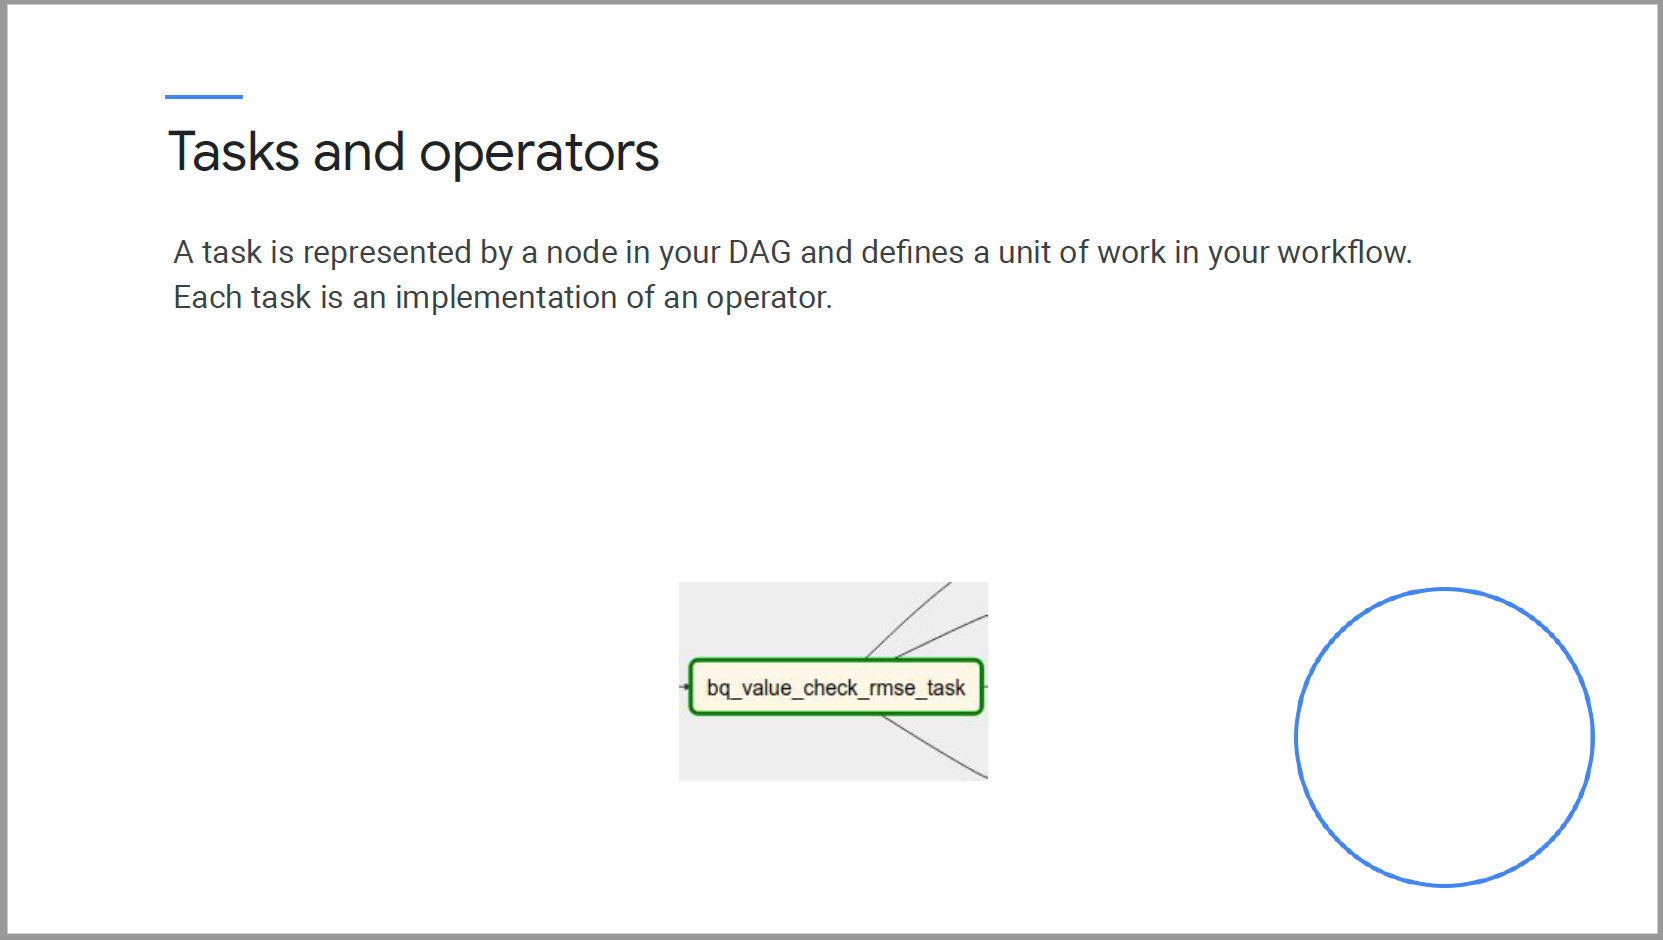 Tasks and operators
A task is represented by a node in your DAG and defines a unit of work in your workflow.
Each task is an implementation of an operator.
bq_value_check_rmse_task